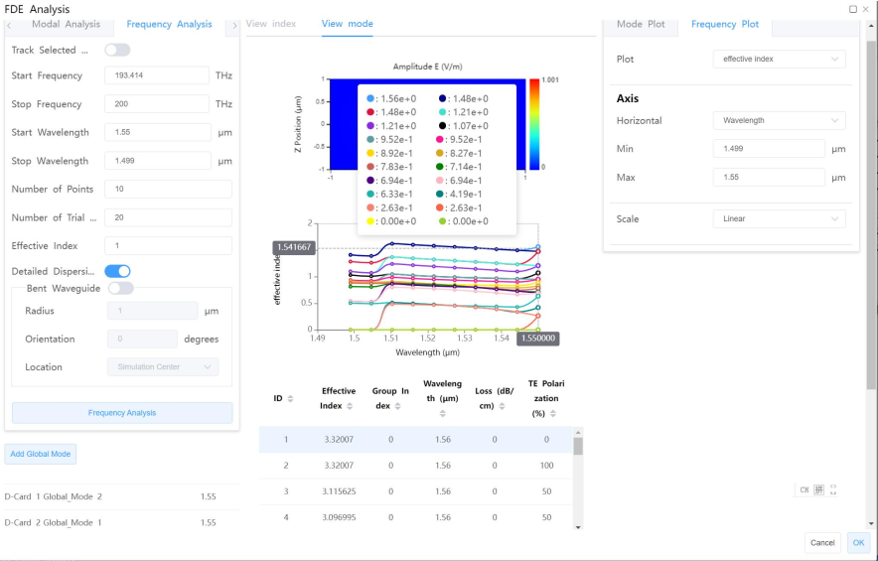 FDE Analysis
Modal Analysis
Frequency Analysis
View index
View mode
Mode Plot
Frequency Plot
Track Selected ...
Start Frequency
193.414
THz
Stop Frequency
200
THz
Start Wavelength
1.55
μm
Stop Wavelength
1.499
μm
Number of Points
10
Number of Trial ...
20
Effective Index
1
Detailed Dispersi...
Bent Waveguide
Radius
1
μm
Orientation
0
degrees
Location
Simulation Center
Frequency Analysis
Add Global Mode
D-Card 1 Global_Mode 2
1.55
D-Card 2 Global_Mode 1
1.55
Amplitude E (V/m)
Z Position (μm)
1
0.5
0
-0.5
-1
-1
1
1.001
0
: 1.56e+0
: 1.48e+0
: 1.48e+0
: 1.21e+0
: 1.21e+0
: 1.07e+0
: 9.52e-1
: 9.52e-1
: 8.92e-1
: 8.27e-1
: 7.83e-1
: 7.14e-1
: 6.94e-1
: 6.94e-1
: 6.33e-1
: 4.19e-1
: 2.63e-1
: 2.63e-1
: 0.00e+0
: 0.00e+0
2
1.541667
effective inde
1
0.5
0
1.49
1.5
1.51
1.52
1.53
1.54
1.550000
Wavelength (μm)
ID
Effective Index
Group In dex
Waveleng th (μm)
Loss (dB/ cm)
TE Polari zation (%)
1 3.32007 0 1.56 0 0
2 3.32007 0 1.56 0 100
3 3.115625 0 1.56 0 50
4 3.096995 0 1.56 0 50
Plot
effective index
Axis
Horizontal
Wavelength
Min
1.499
μm
Max
1.55
μm
Scale
Linear
Cancel
OK